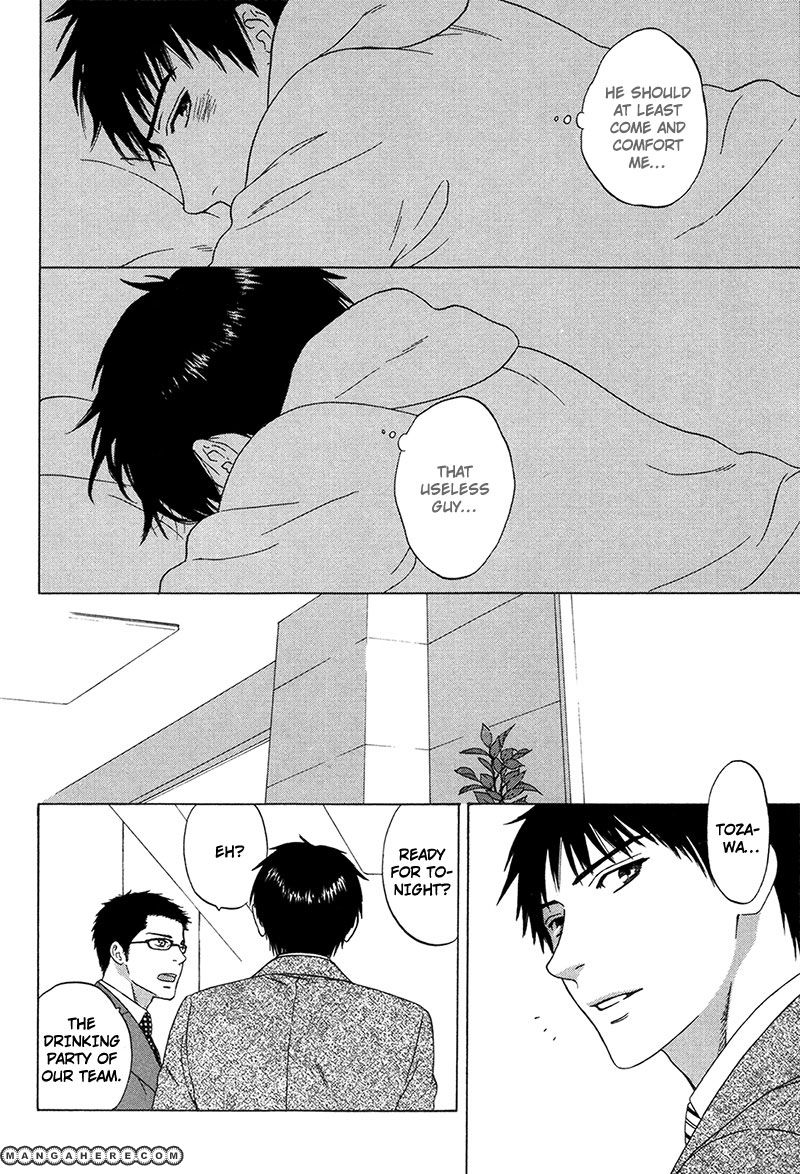 HE SHOULD
AT LEAST
COME AND
COMFORT
ME...
THAT
USELESS
GUY...
TOZA-
WA...
READY
FOR TO-
NIGHT?
EH?
THE
DRINKING
PARTY OF
OUR TEAM.
MANGAHERE.COM